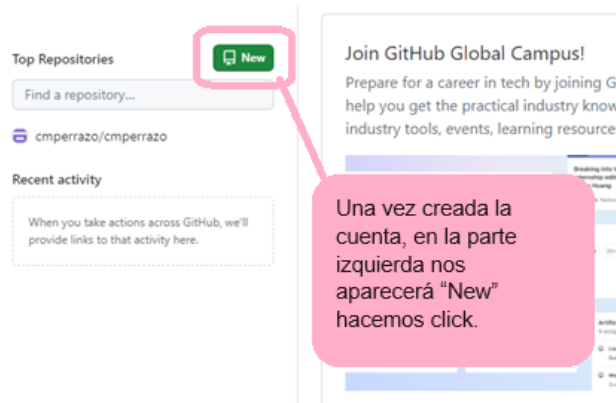 Top Repositories
New
Find a repository...
cmperrazo/cmperrazo
Recent activity
When you take actions across GitHub, we'll
provide links to that activity here.
Join GitHub Global Campus!
Prepare for a career in tech by joining G
help you get the practical industry know
industry tools, events, learning resource
Una vez creada la
cuenta, en la parte
izquierda nos
aparecerá “New”
hacemos click.